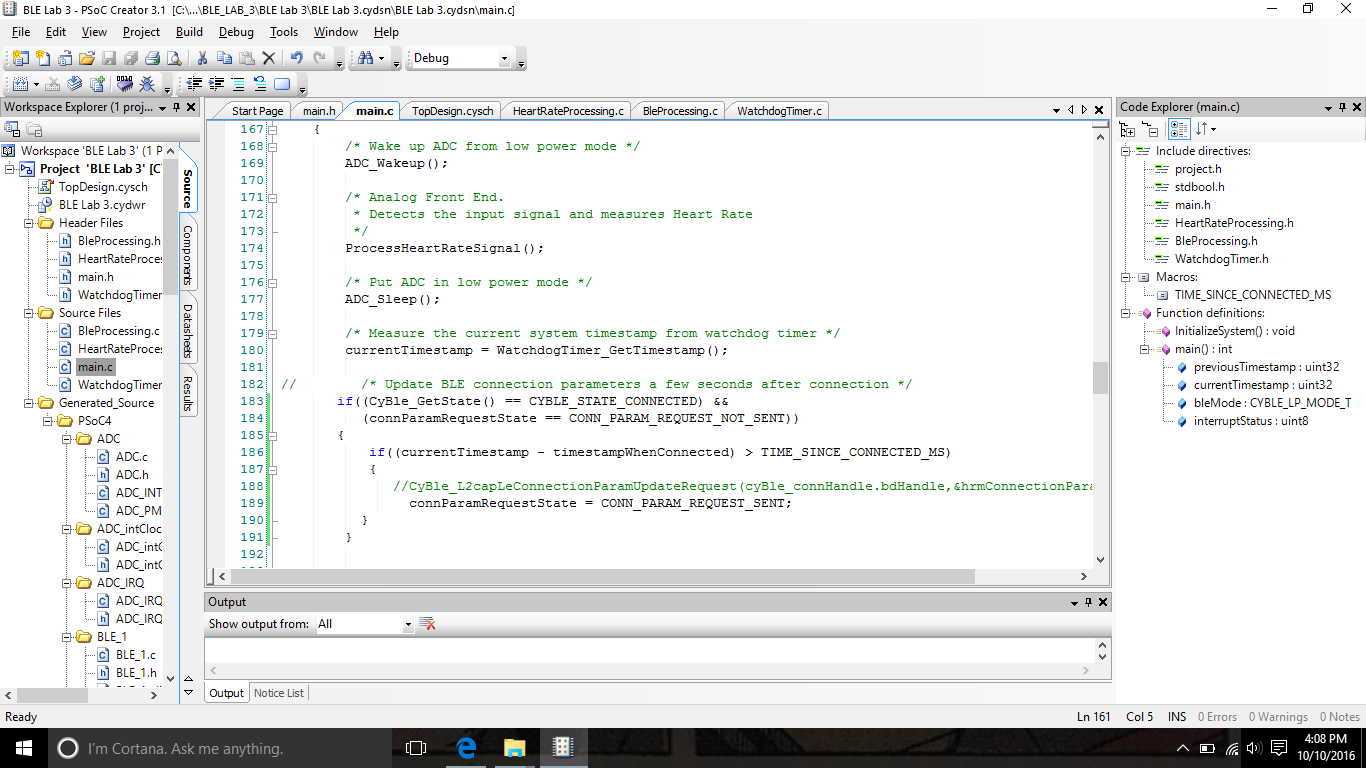 BLE Lab 3 - PSoC Creator 3.1 [C:\...\BLE_LAB_3\BLE Lab 3\BLE Lab 3.cydsn\BLE Lab 3.cydsn\main.c]
File Edit View Project Build Debug Tools Window Help
Debug
Workspace Explorer (1 proj...
Workspace 'BLE Lab 3' (1 P
Project 'BLE Lab 3' [C
TopDesign.cysch
BLE Lab 3.cydwr
Header Files
BleProcessing.h
HeartRateProce
main.h
WatchdogTimer
Source Files
BleProcessing.c
HeartRateProce
main.c
WatchdogTimer
Generated_Source
PSoC4
ADC
ADC.c
ADC.h
ADC_INT
ADC_PM
ADC_intCloc
ADC_intC
ADC_intC
ADC_IRQ
ADC_IRQ
ADC_IRQ
BLE_1
BLE_1.c
BLE_1.h
Source
Components
Datasheets
Results
Start Page main.h main.c TopDesign.cysch HeartRateProcessing.c BleProcessing.c WatchdogTimer.c
167 {
168 /* Wake up ADC from low power mode */
169 ADC_Wakeup();
170
171 /* Analog Front End.
172 * Detects the input signal and measures Heart Rate
173 */
174 ProcessHeartRateSignal();
175
176 /* Put ADC in low power mode */
177 ADC_Sleep();
178
179 /* Measure the current system timestamp from watchdog timer */
180 currentTimestamp = WatchdogTimer_GetTimestamp();
181
182 // /* Update BLE connection parameters a few seconds after connection */
183 if((CyBle_GetState() == CYBLE_STATE_CONNECTED) &&
184 (connParamRequestState == CONN_PARAM_REQUEST_NOT_SENT))
185 {
186 if((currentTimestamp - timestampWhenConnected) > TIME_SINCE_CONNECTED_MS)
187 {
188 //CyBle_L2capLeConnectionParamUpdateRequest(cyBle_connHandle.bdHandle,&hrmConnectionPara
189 connParamRequestState = CONN_PARAM_REQUEST_SENT;
190 }
191 }
192
Output
Show output from: All
Output Notice List
Code Explorer (main.c)
Include directives:
project.h
stdbool.h
main.h
HeartRateProcessing.h
BleProcessing.h
WatchdogTimer.h
Macros:
TIME_SINCE_CONNECTED_MS
Function definitions:
InitializeSystem() : void
main() : int
previousTimestamp : uint32
currentTimestamp : uint32
bleMode : CYBLE_LP_MODE_T
interruptStatus : uint8
Ready Ln 161 Col 5 INS 0 Errors 0 Warnings 0 Notes
I'm Cortana. Ask me anything.
4:08 PM
10/10/2016